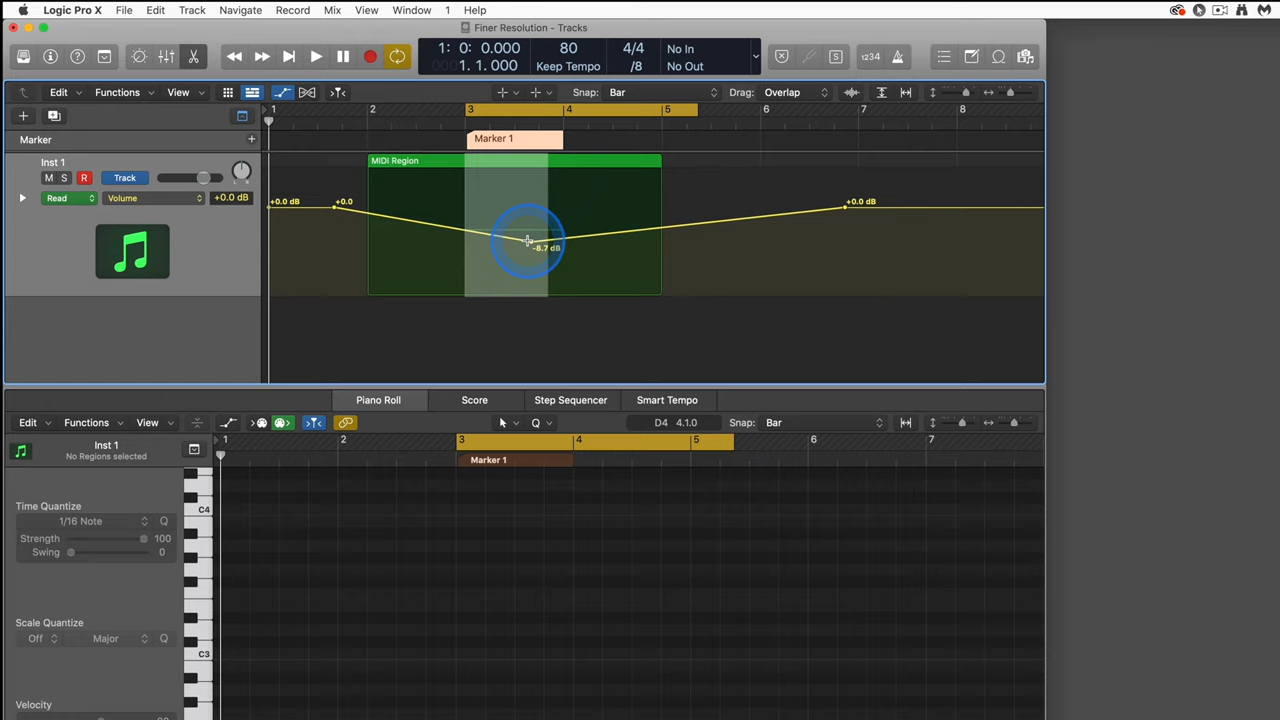 Logic Pro X File Edit Track Navigate Record Mix View Window 1 Help
Finer Resolution - Tracks
1: 0: 0.000 80 4/4 No In
1. 1. 1.000 Keep Tempo /8 No Out
1234
Edit Functions View Snap: Bar Drag: Overlap
1 2 3 4 5 6 7 8
Marker
Marker 1
Inst 1
MIDI Region
M S R Track
L R
Read Volume +0.0 dB
+0.0 dB +0.0 +0.0 dB
-8.7 dB
Piano Roll Score Step Sequencer Smart Tempo
Edit Functions View Q D4 4.1.0 Snap: Bar
1 2 3 4 5 6 7
Inst 1
No Regions selected
Marker 1
C4
Time Quantize
1/16 Note Q
Strength 100
Swing 0
Scale Quantize
Off Major Q
C3
Velocity